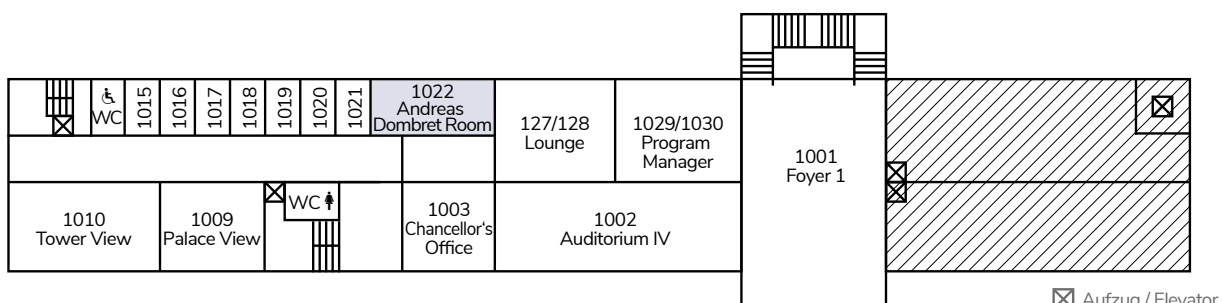 WC
1015
1016
1017
1018
1019
1020
1021
1022
Andreas
Dombret Room
127/128
Lounge
1029/1030
Program
Manager
1001
Foyer 1
1010
Tower View
1009
Palace View
WC
1003
Chancellor's
Office
1002
Auditorium IV
Aufzug / Elevator